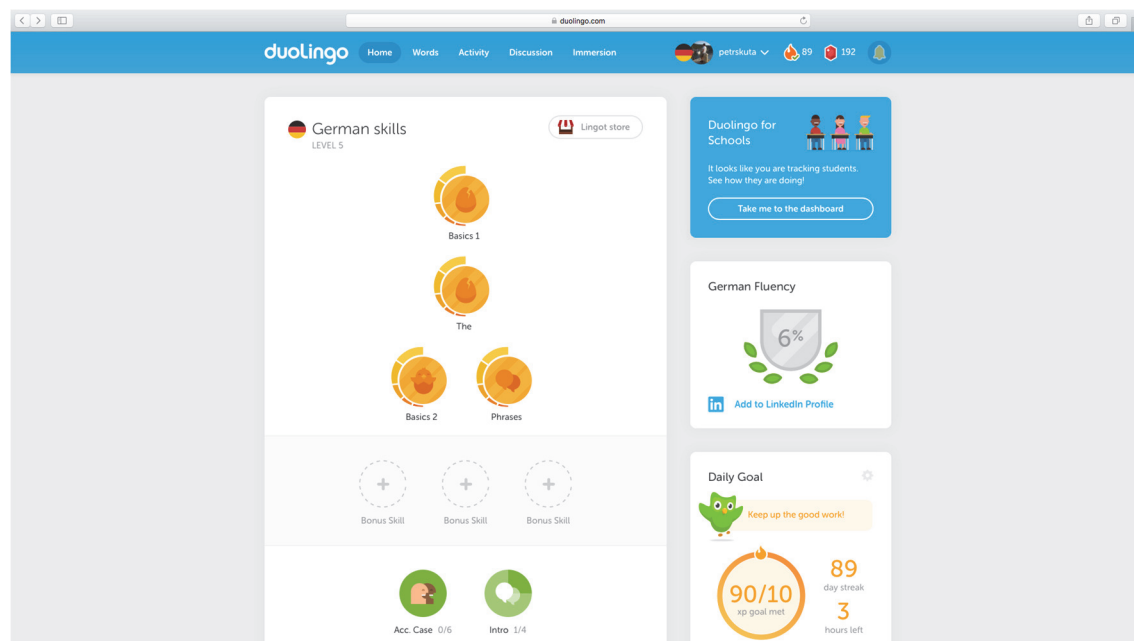 duolingo.com
duolingo Home Words Activity Discussion Immersion petrskuta 89 192
German skills
LEVEL 5
Lingot store
Basics 1
The
Basics 2 Phrases
Bonus Skill Bonus Skill Bonus Skill
Acc. Case 0/6 Intro 1/4
Duolingo for
Schools
It looks like you are tracking students.
See how they are doing!
Take me to the dashboard
German Fluency
6%
in Add to LinkedIn Profile
Daily Goal
Keep up the good work!
90/10
xp goal met
89
day streak
3
hours left